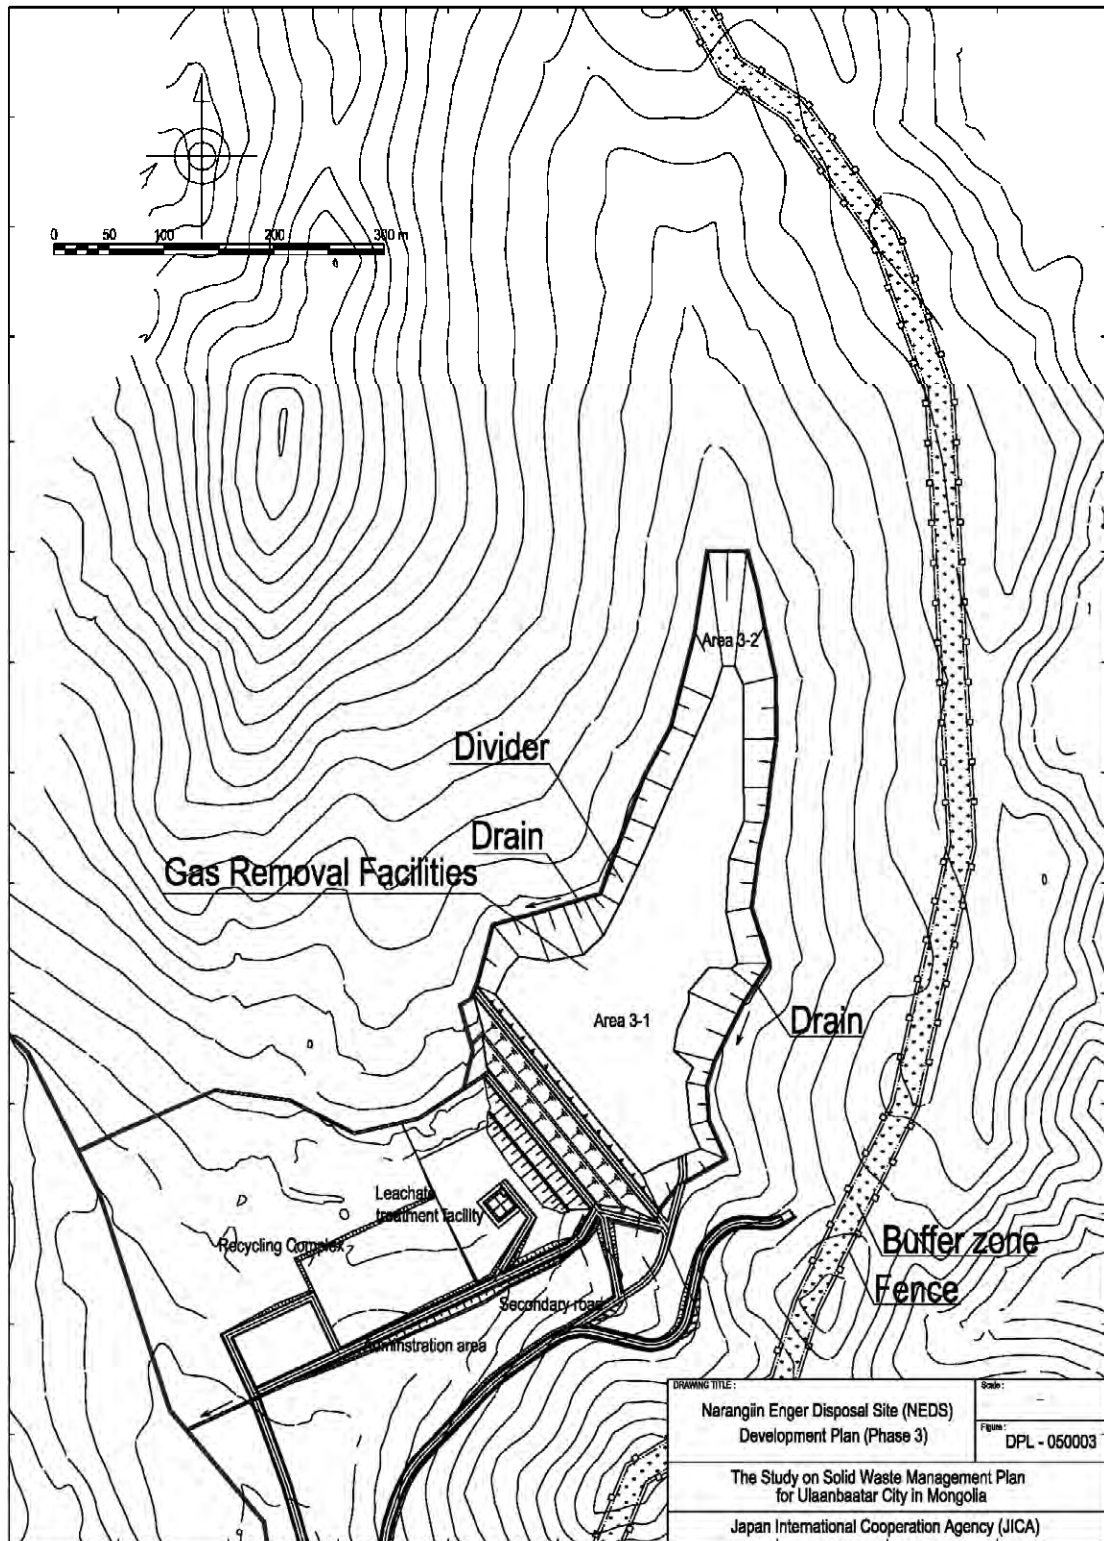 0 50 100 200 300 m
Area 3-2
Divider
Drain
Gas Removal Facilities
Area 3-1
Drain
Leachate
treatment facility
Recycling Complex
Buffer zone
Fence
Secondary road
Adminstration area
DRAWING TITLE :
Narangiin Enger Disposal Site (NEDS)
Development Plan (Phase 3)
Scale :
Figure :
DPL - 050003
The Study on Solid Waste Management Plan
for Ulaanbaatar City in Mongolia
Japan International Cooperation Agency (JICA)